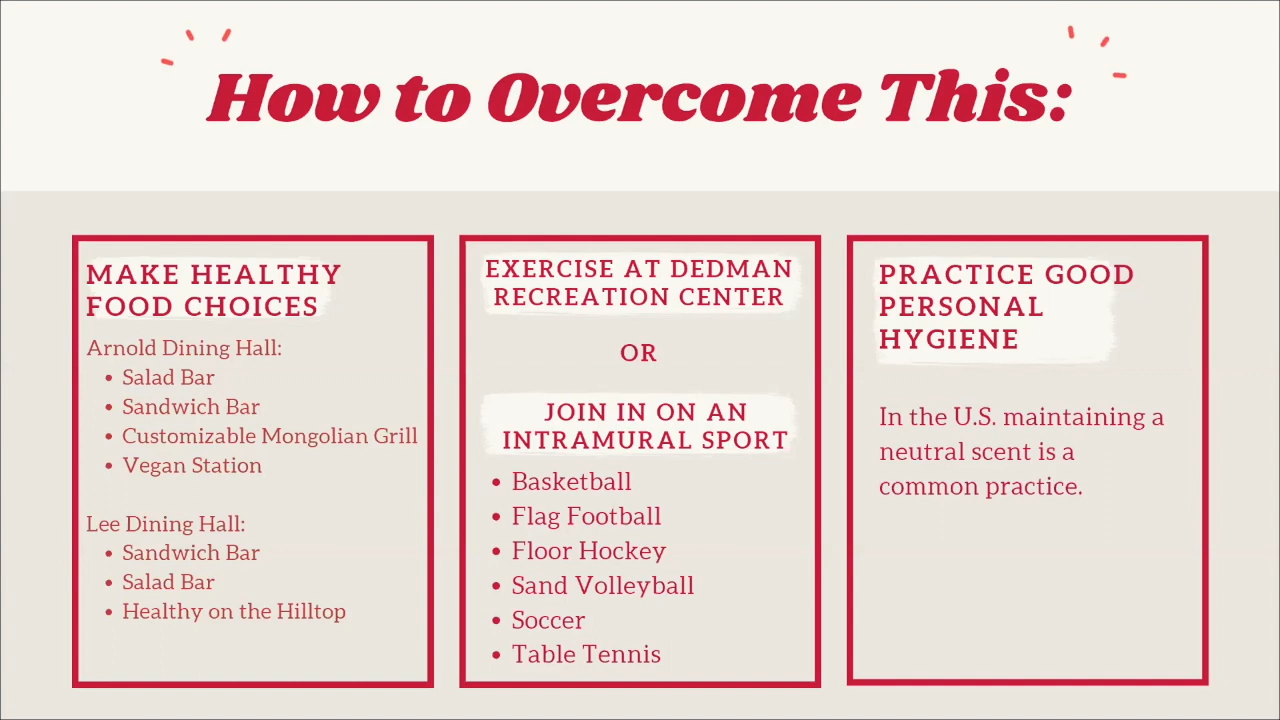 How to Overcome This:
MAKE HEALTHY
FOOD CHOICES
Arnold Dining Hall:
• Salad Bar
• Sandwich Bar
• Customizable Mongolian Grill
• Vegan Station
Lee Dining Hall:
• Sandwich Bar
• Salad Bar
• Healthy on the Hilltop
EXERCISE AT DEDMAN
RECREATION CENTER
OR
JOIN IN ON AN
INTRAMURAL SPORT
• Basketball
• Flag Football
• Floor Hockey
• Sand Volleyball
• Soccer
• Table Tennis
PRACTICE GOOD
PERSONAL
HYGIENE
In the U.S. maintaining a
neutral scent is a
common practice.